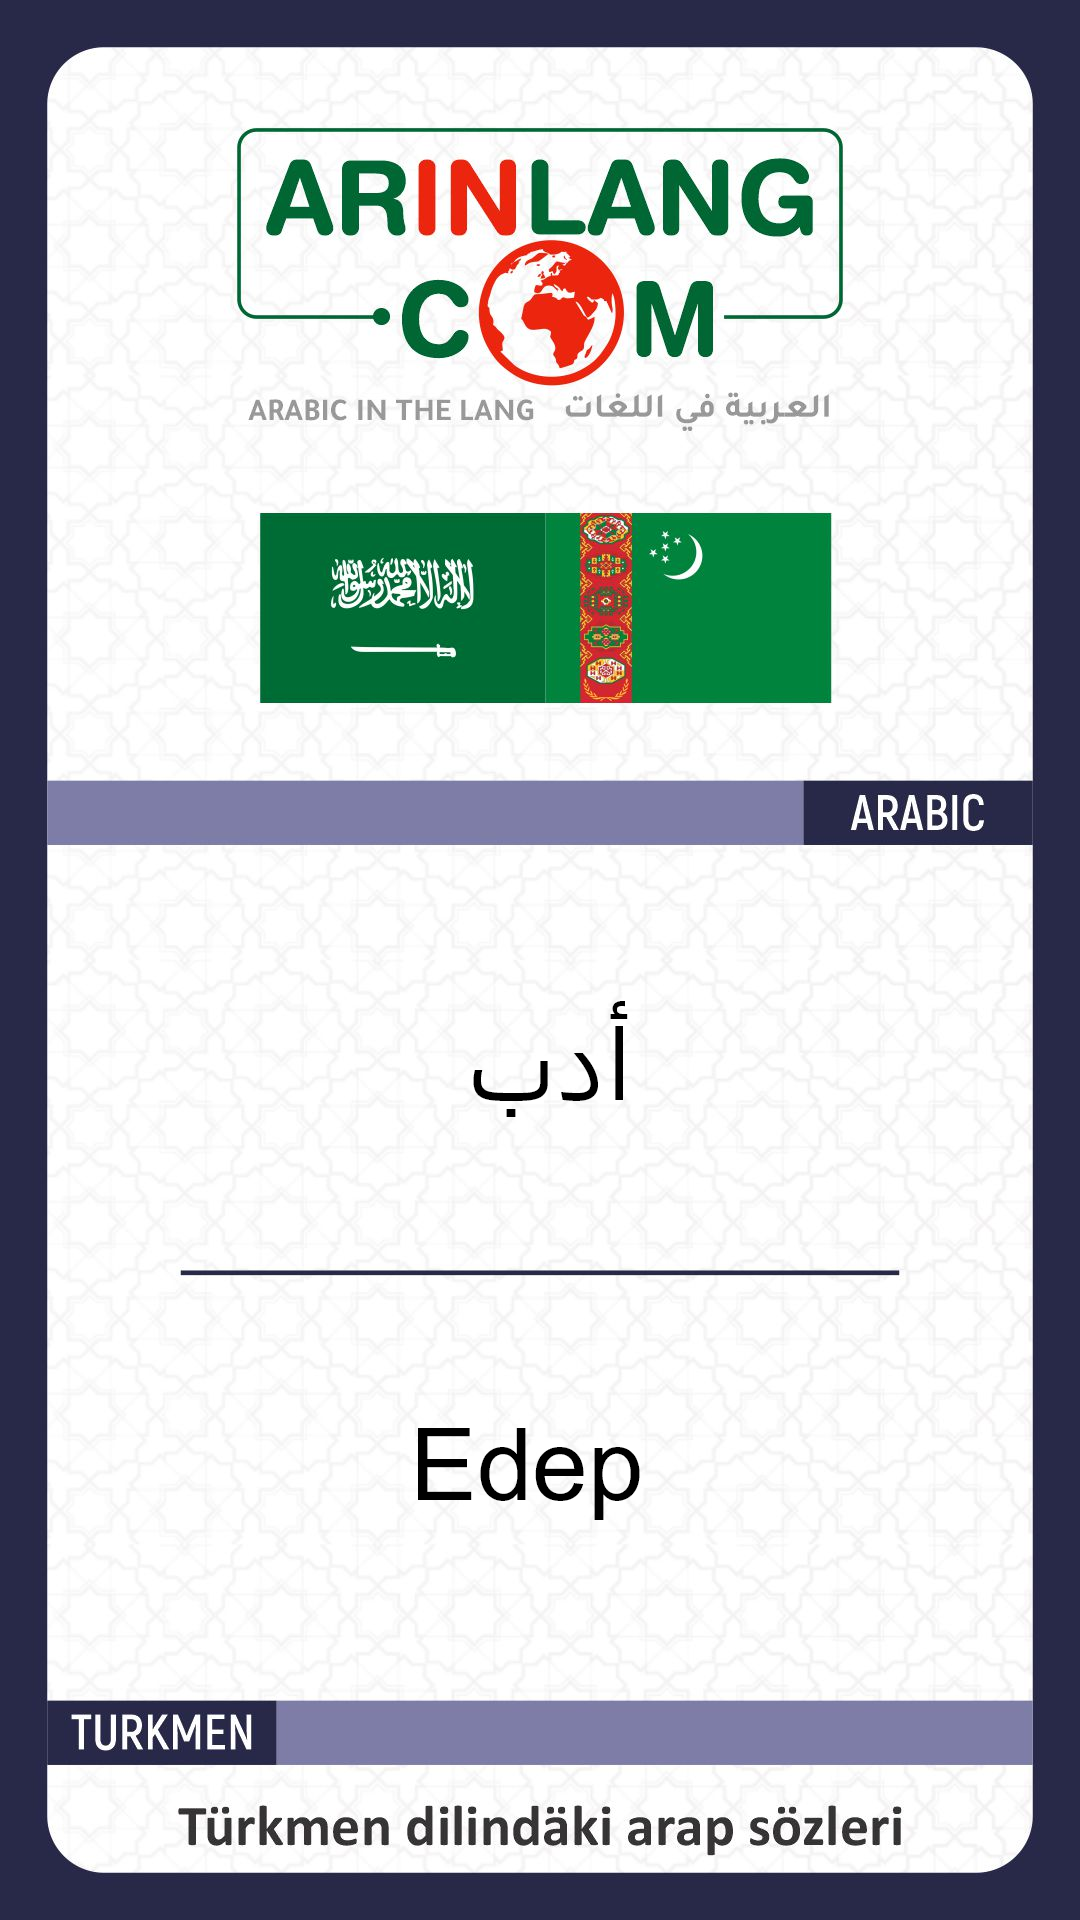 ARINLANG
.COM
ARABIC IN THE LANG العربية في اللغات
لا إله إلا الله محمد رسول الله
ARABIC
أدب
Edep
TURKMEN
Türkmen dilindäki arap sözleri